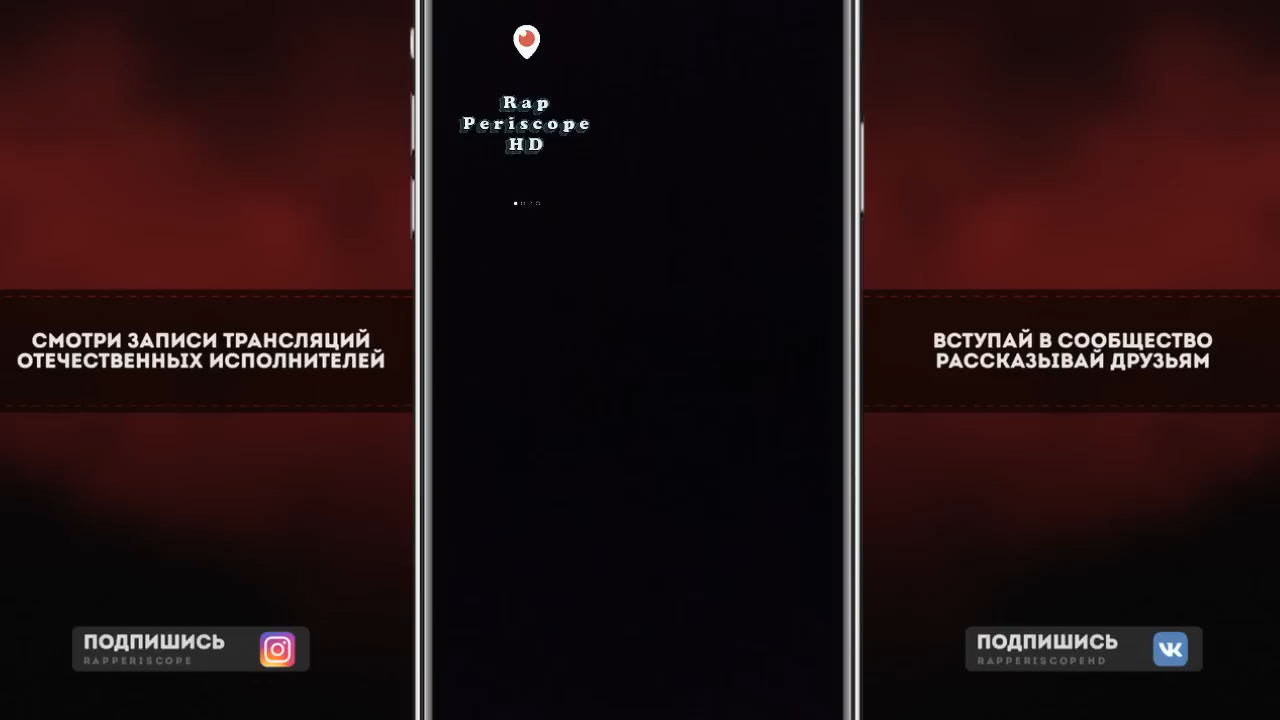 Rap
Periscope
HD
СМОТРИ ЗАПИСИ ТРАНСЛЯЦИЙ
ОТЕЧЕСТВЕННЫХ ИСПОЛНИТЕЛЕЙ
ВСТУПАЙ В СООБЩЕСТВО
РАССКАЗЫВАЙ ДРУЗЬЯМ
ПОДПИШИСЬ
RAPPERISCOPE
ПОДПИШИСЬ
RAPPERISCOPEHD